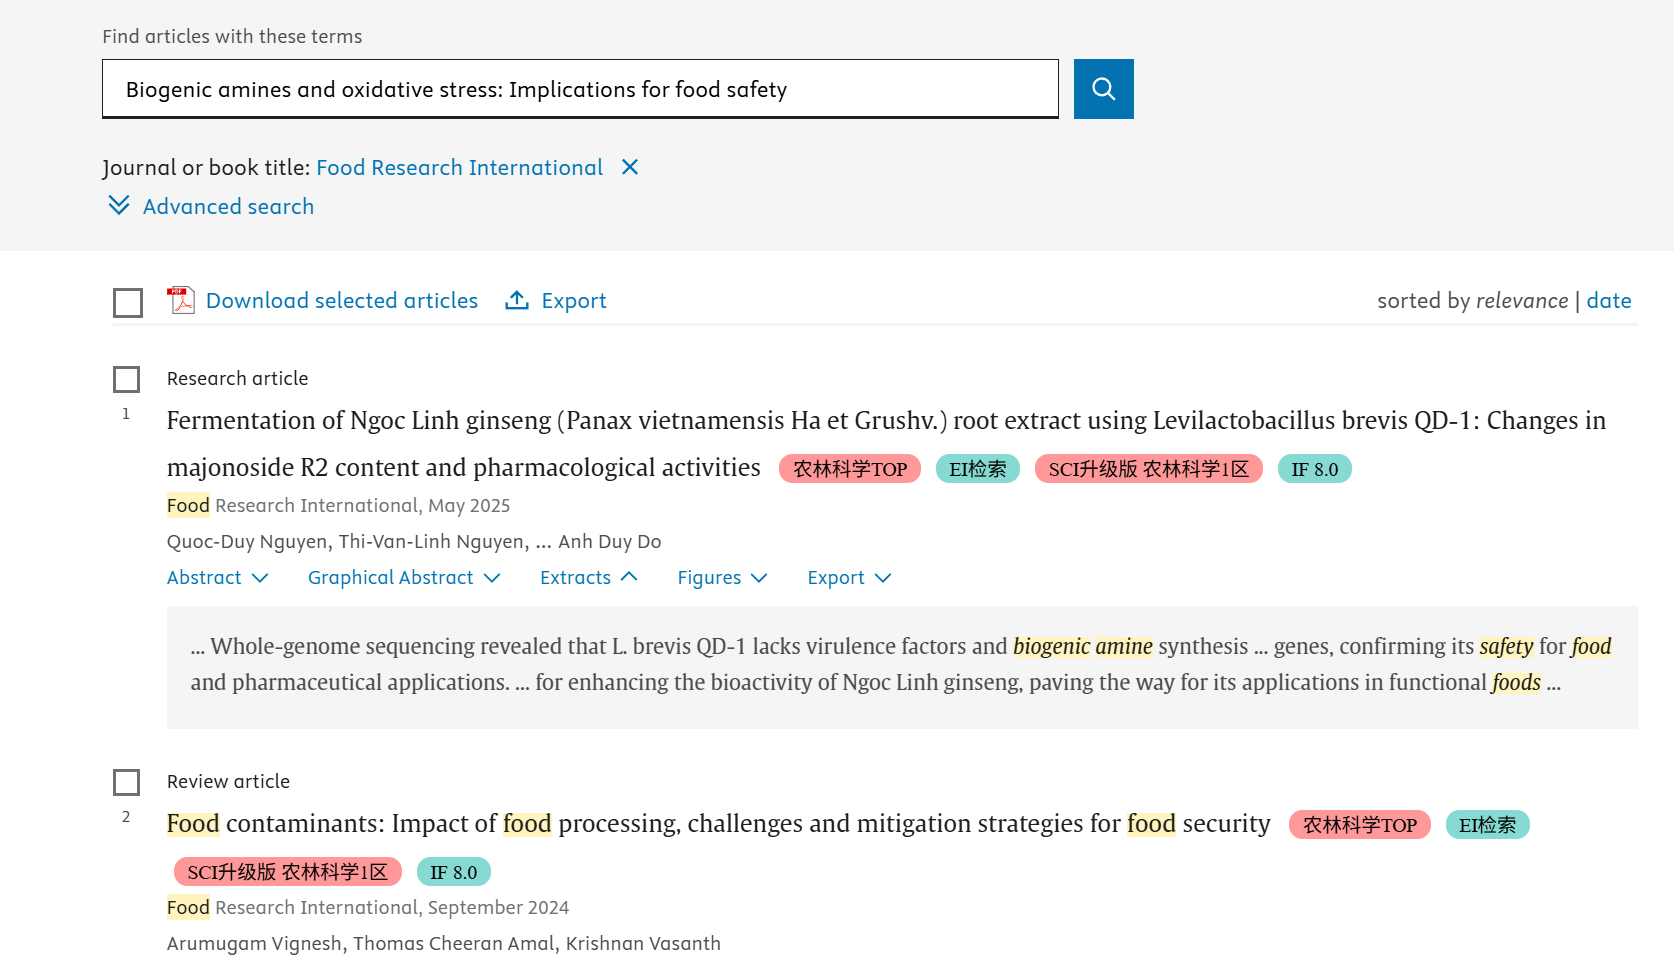 Find articles with these terms
Biogenic amines and oxidative stress: Implications for food safety
Journal or book title: Food Research International
Advanced search
PDF Download selected articles Export sorted by relevance | date
Research article
1
Fermentation of Ngoc Linh ginseng (Panax vietnamensis Ha et Grushv.) root extract using Levilactobacillus brevis QD-1: Changes in
majonoside R2 content and pharmacological activities 农林科学TOP EI检索 SCI升级版 农林科学1区 IF 8.0
Food Research International, May 2025
Quoc-Duy Nguyen, Thi-Van-Linh Nguyen, ... Anh Duy Do
Abstract Graphical Abstract Extracts Figures Export
... Whole-genome sequencing revealed that L. brevis QD-1 lacks virulence factors and biogenic amine synthesis ... genes, confirming its safety for food
and pharmaceutical applications. ... for enhancing the bioactivity of Ngoc Linh ginseng, paving the way for its applications in functional foods ...
Review article
2
Food contaminants: Impact of food processing, challenges and mitigation strategies for food security 农林科学TOP EI检索
SCI升级版 农林科学1区 IF 8.0
Food Research International, September 2024
Arumugam Vignesh, Thomas Cheeran Amal, Krishnan Vasanth